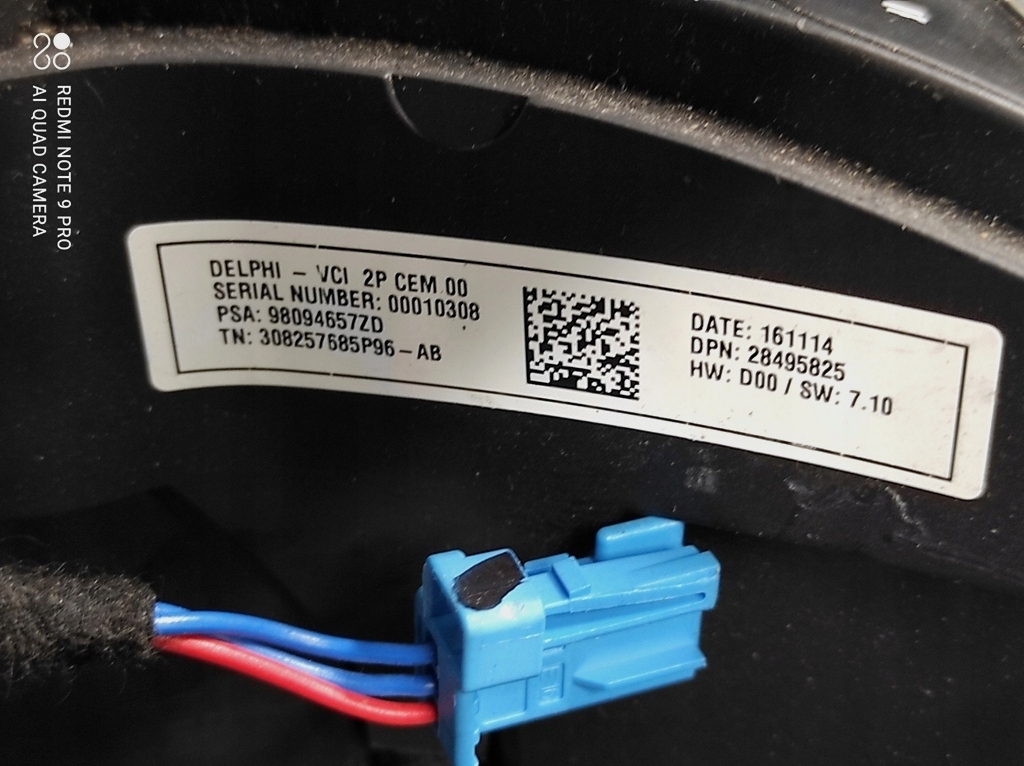 DELPHI - VCI 2P CEM.00
SERIAL NUMBER: 00010308
PSA: 98094657ZD
TN: 308257685P96-AB
DATE: 161114
DPN: 28495825
HW: D00 / SW: 7.10
REDMI NOTE 9 PRO
AI QUAD CAMERA